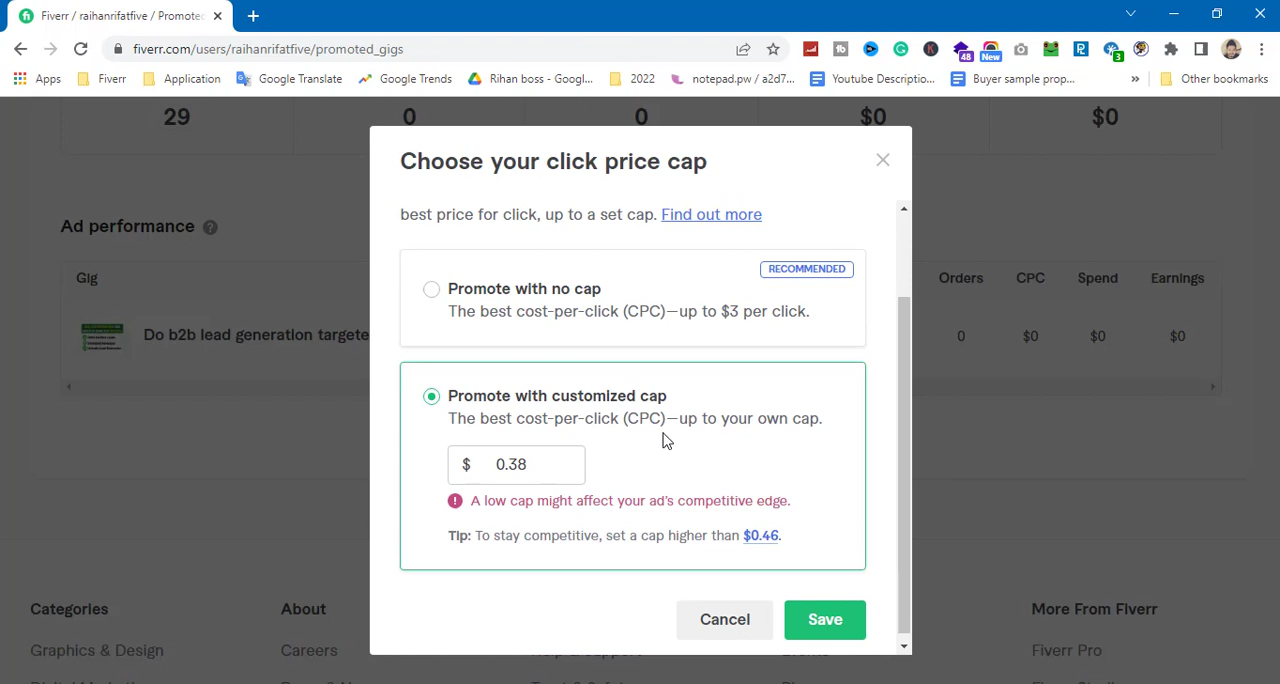 Fiverr / raihanrifatfive / Promoted
fiverr.com/users/raihanrifatfive/promoted_gigs
48
New
3
Apps
Fiverr
Application
Google Translate
Google Trends
Rihan boss - Googl...
2022
notepad.pw / a2d7...
Youtube Descriptio...
Buyer sample prop...
»
Other bookmarks
29
0
0
$0
$0
Choose your click price cap
best price for click, up to a set cap. Find out more
Ad performance
RECOMMENDED
Gig
Orders
CPC
Spend
Earnings
Promote with no cap
The best cost-per-click (CPC)—up to $3 per click.
Do b2b lead generation targete
0
$0
$0
$0
Promote with customized cap
The best cost-per-click (CPC)—up to your own cap.
$ 0.38
A low cap might affect your ad's competitive edge.
Tip: To stay competitive, set a cap higher than $0.46.
Cancel
Save
Categories
About
More From Fiverr
Graphics & Design
Careers
Fiverr Pro